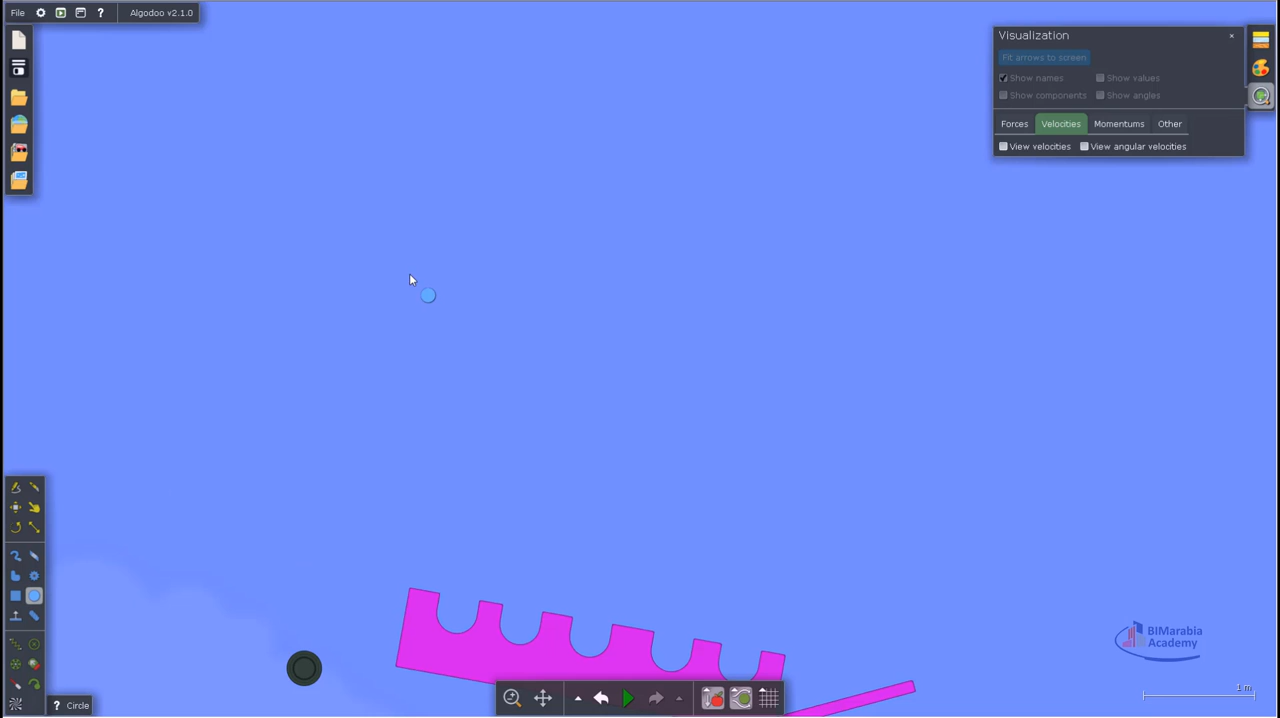 File ? Algodoo v2.1.0
Visualization ×
Fit arrows to screen
Show names Show values
Show components Show angles
Forces Velocities Momentums Other
View velocities View angular velocities
BIMarabia
Academy
1 m
? Circle